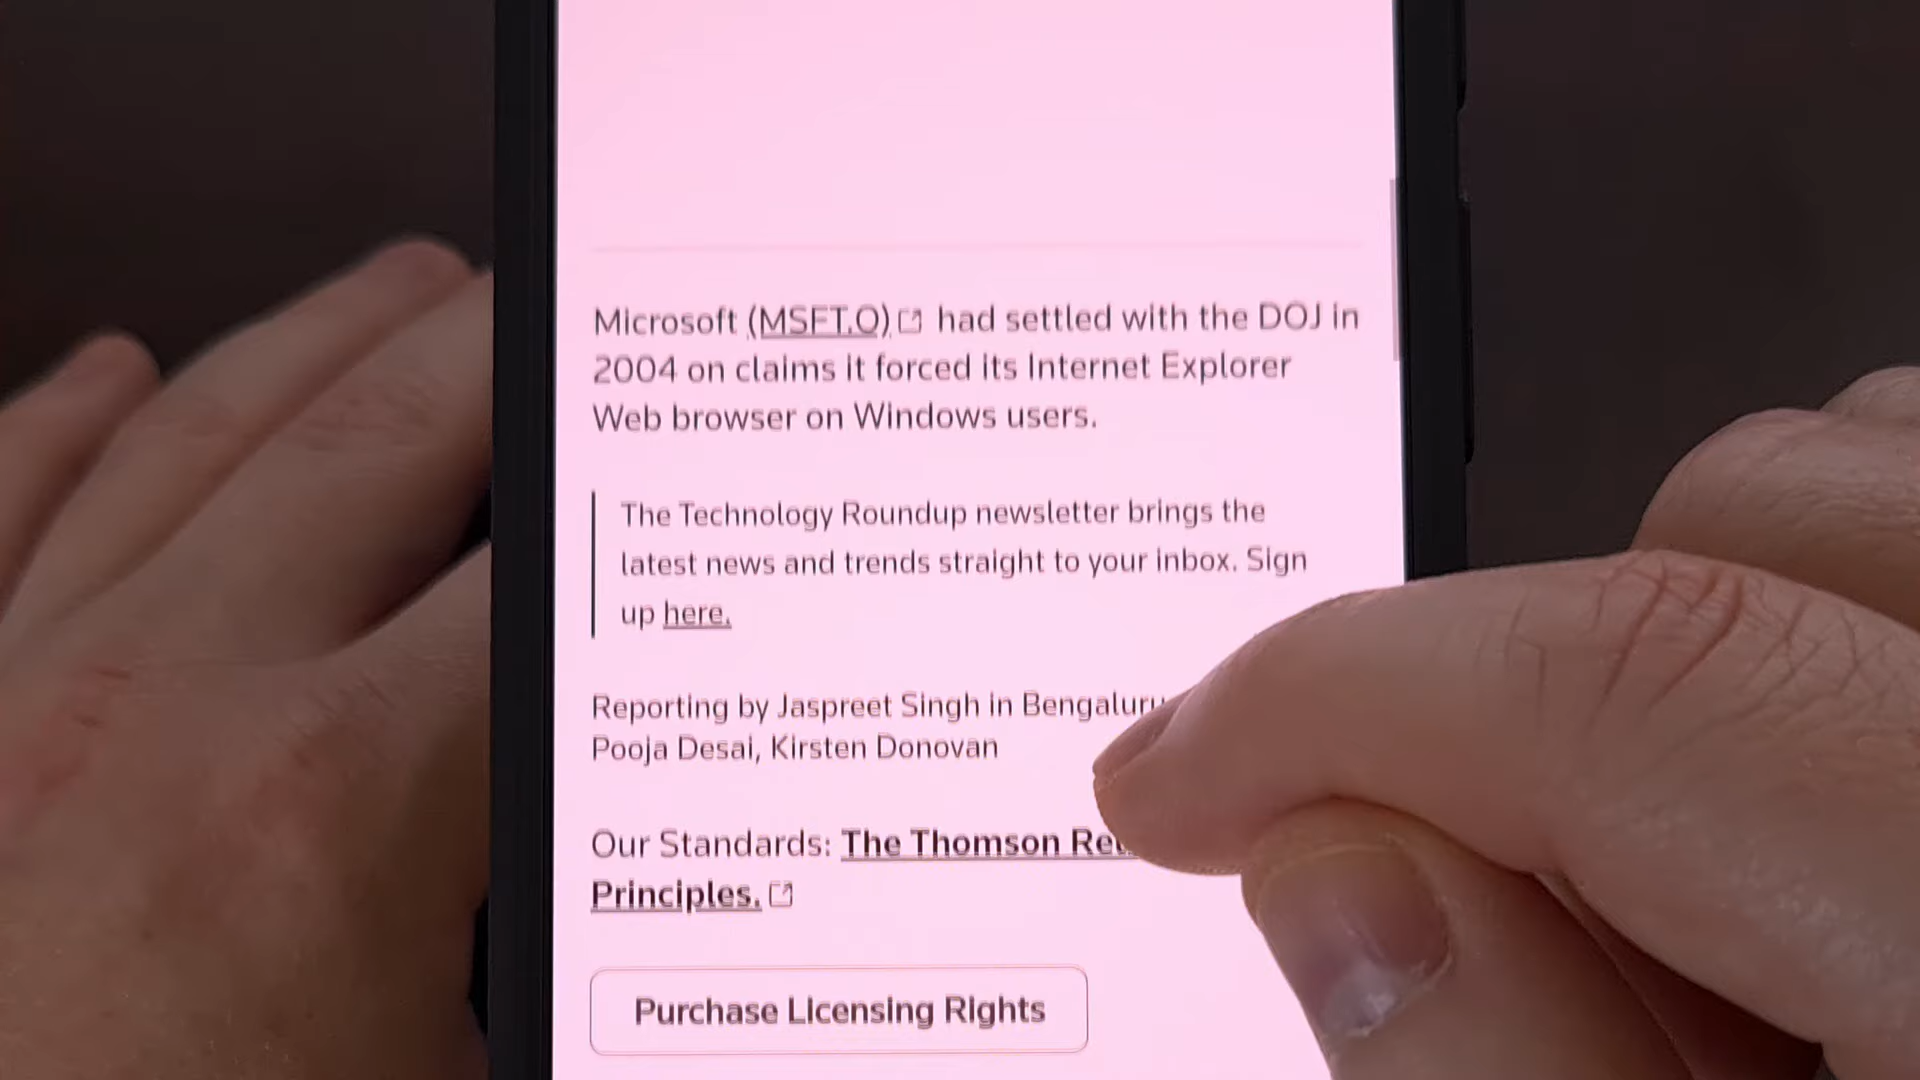 Microsoft (MSFT.O) had settled with the DOJ in
2004 on claims it forced its Internet Explorer
Web browser on Windows users.
The Technology Roundup newsletter brings the
latest news and trends straight to your inbox. Sign
up here.
Reporting by Jaspreet Singh in Bengaluru
Pooja Desai, Kirsten Donovan
Our Standards: The Thomson
Principles.
Purchase Licensing Rights